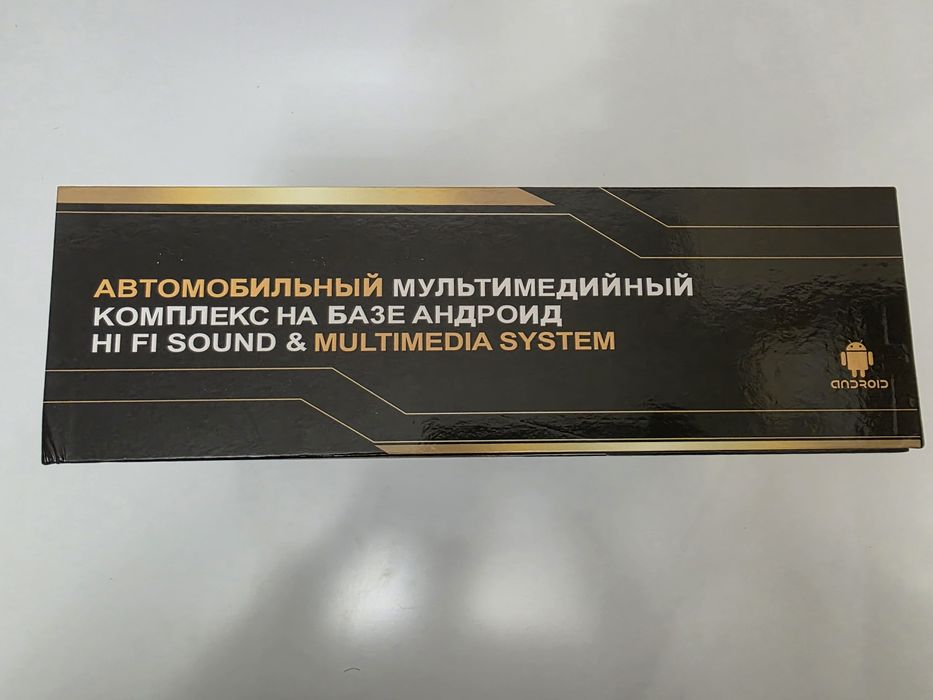 АВТОМОБИЛЬНЫЙ МУЛЬТИМЕДИЙНЫЙ
КОМПЛЕКС НА БАЗЕ АНДРОИД
HI FI SOUND & MULTIMEDIA SYSTEM
ANDROID